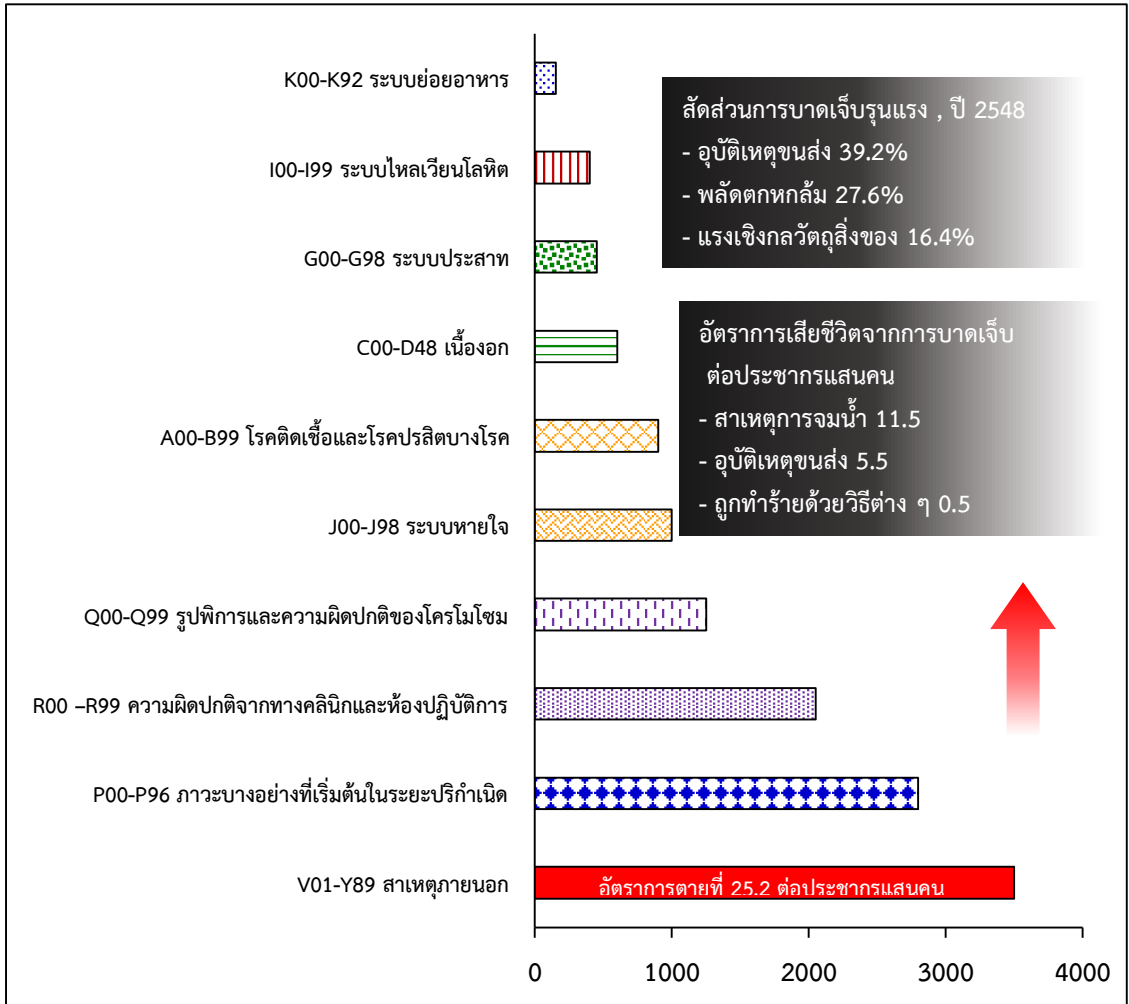 K00-K92 ระบบย่อยอาหาร
I00-I99 ระบบไหลเวียนโลหิต
G00-G98 ระบบประสาท
C00-D48 เนื้องอก
A00-B99 โรคติดเชื้อและโรคปรสิตบางโรค
J00-J98 ระบบหายใจ
Q00-Q99 รูปพิการและความผิดปกติของโครโมโซม
R00 –R99 ความผิดปกติจากทางคลินิกและห้องปฏิบัติการ
P00-P96 ภาวะบางอย่างที่เริ่มต้นในระยะปริกำเนิด
V01-Y89 สาเหตุภายนอก
สัดส่วนการบาดเจ็บรุนแรง , ปี 2548
- อุบัติเหตุขนส่ง 39.2%
- พลัดตกหกล้ม 27.6%
- แรงเชิงกลวัตถุสิ่งของ 16.4%
อัตราการเสียชีวิตจากการบาดเจ็บ
ต่อประชากรแสนคน
- สาเหตุการจมน้ำ 11.5
- อุบัติเหตุขนส่ง 5.5
- ถูกทำร้ายด้วยวิธีต่าง ๆ 0.5
อัตราการตายที่ 25.2 ต่อประชากรแสนคน
0 1000 2000 3000 4000